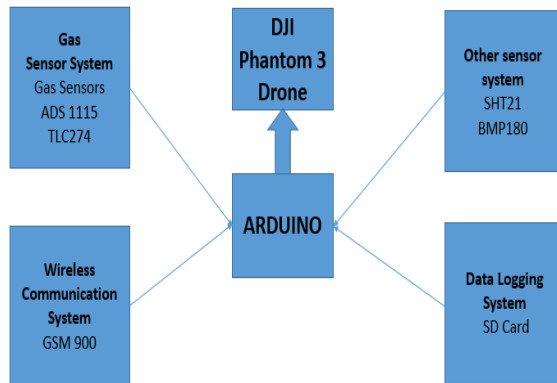 Gas
Sensor System
Gas Sensors
ADS 1115
TLC274
DJI
Phantom 3
Drone
Other sensor
system
SHT21
BMP180
ARDUINO
Wireless
Communication
System
GSM 900
Data Logging
System
SD Card